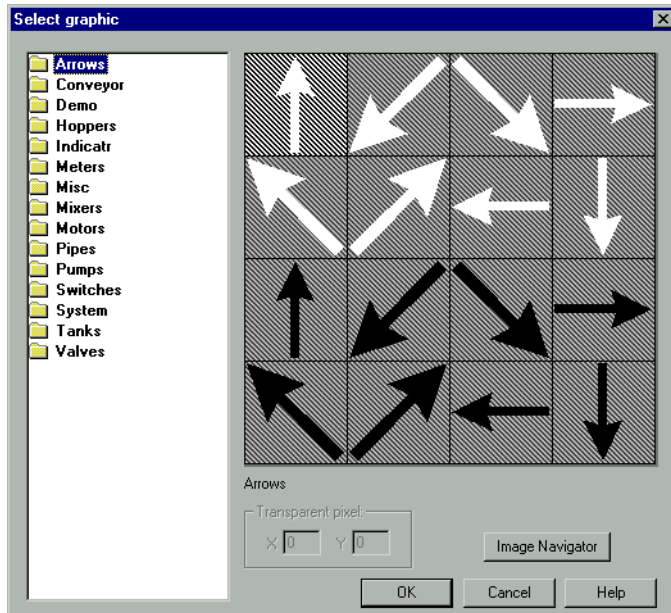 Select graphic
Arrows
Conveyor
Demo
Hoppers
Indicatr
Meters
Misc
Mixers
Motors
Pipes
Pumps
Switches
System
Tanks
Valves
Arrows
Transparent pixel:
X 0 Y 0
Image Navigator
OK Cancel Help